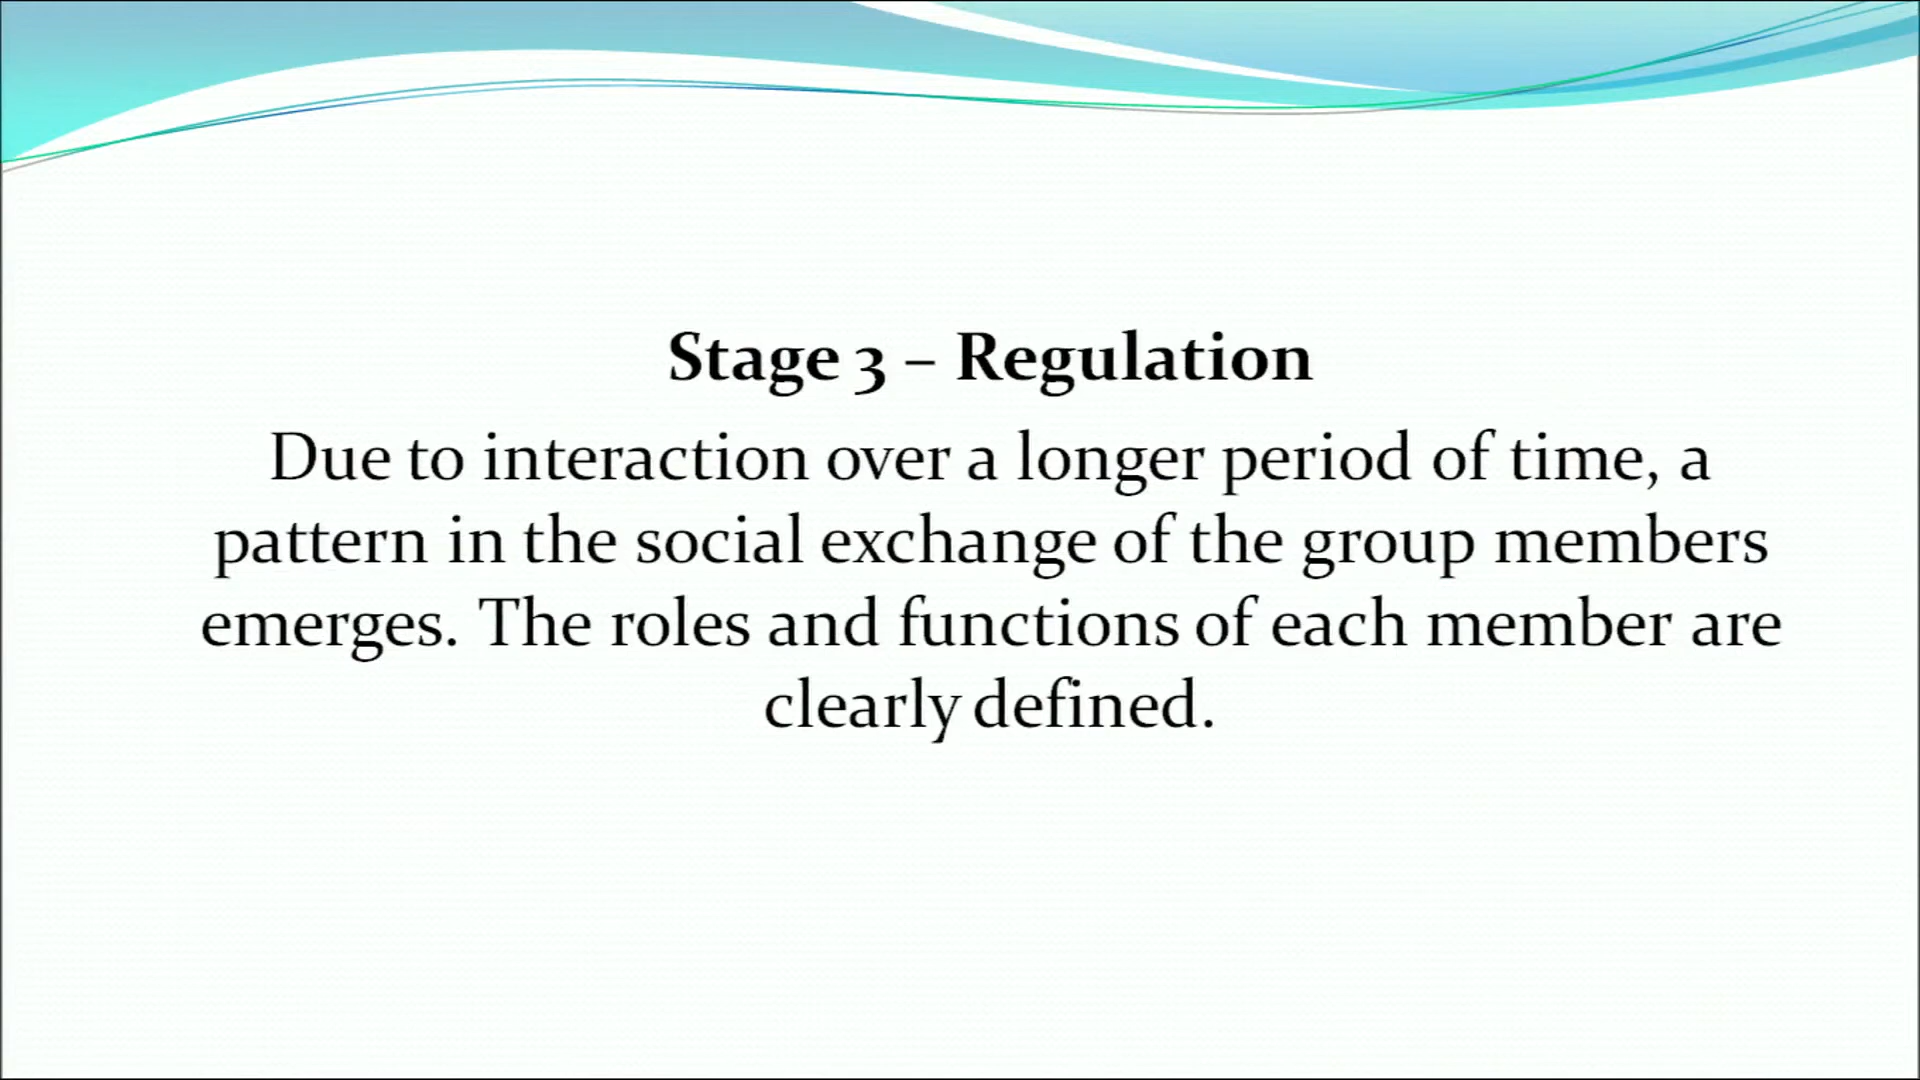 Stage 3 – Regulation
Due to interaction over a longer period of time, a
pattern in the social exchange of the group members
emerges. The roles and functions of each member are
clearly defined.